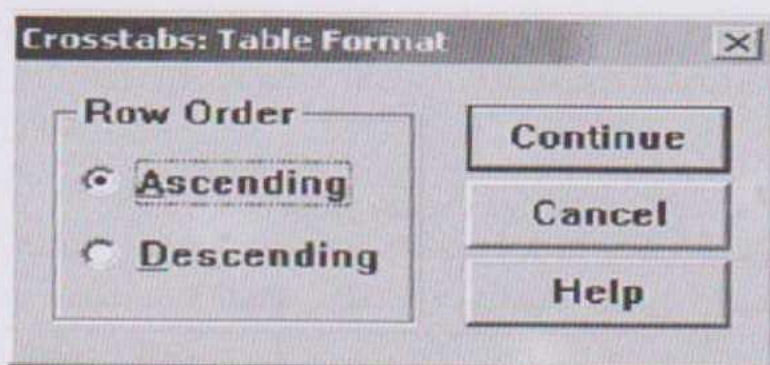 Crosstabs: Table Format
Row Order
Ascending
Descending
Continue
Cancel
Help